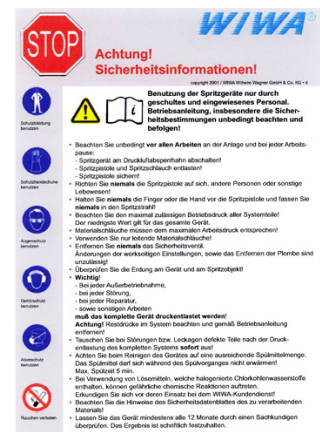 STOP
WIWA®
Achtung!
Sicherheitsinformationen!
copyright 2001 / WIWA Wilhelm Wagner GmbH & Co. KG • d
Benutzung der Spritzgeräte nur durch
geschultes und eingewiesenes Personal.
Betriebsanleitung, insbesondere die Sicher-
heitsbestimmungen unbedingt beachten und
befolgen!
Schutzkleidung
benutzen
Schutzhandschuhe
benutzen
Augenschutz
benutzen
Gehörschutz
benutzen
Atemschutz
benutzen
Rauchen verboten
• Beachten Sie unbedingt vor allen Arbeiten an der Anlage und bei jeder Arbeits-
pause:
- Spritzgerät am Druckluftabsperrhahn abschalten!
- Spritzpistole und Spritzschlauch entlasten!
- Spritzpistole sichern!
• Richten Sie niemals die Spritzpistole auf sich, andere Personen oder sonstige
Lebewesen!
• Halten Sie niemals die Finger oder die Hand vor die Spritzpistole und fassen Sie
niemals in den Spritzstrahl!
• Beachten Sie den maximal zulässigen Betriebsdruck aller Systemteile!
Der niedrigste Wert gilt für das gesamte Gerät.
• Materialschläuche müssen dem maximalen Arbeitsdruck entsprechen!
• Verwenden Sie nur leitende Materialschläuche!
• Entfernen Sie niemals das Sicherheitsventil.
Änderungen der werkseitigen Einstellungen, sowie das Entfernen der Plombe sind
unzulässig!
• Überprüfen Sie die Erdung am Gerät und am Spritzobjekt!
• Wichtig!
- Bei jeder Außerbetriebnahme,
- bei jeder Störung,
- bei jeder Reparatur,
- sowie sonstigen Arbeiten
muß das komplette Gerät druckentlastet werden!
Achtung! Restdrücke im System beachten und gemäß Betriebsanleitung
entfernen!
• Tauschen Sie bei Störungen bzw. Leckagen defekte Teile nach der Druck-
entlastung des kompletten Systems sofort aus!
• Achten Sie beim Reinigen des Gerätes auf eine ausreichende Spülmittelmenge.
Das Spülmittel darf sich während des Spülvorganges nicht erwärmen!
Max. Spülzeit 5 min.
• Bei Verwendung von Lösemitteln, welche halogenierte Chlorkohlenwasserstoffe
enthalten, können gefährliche chemische Reaktionen auftreten.
Erkundigen Sie sich vor deren Einsatz bei dem WIWA-Kundendienst!
• Beachten Sie die Hinweise des Sicherheitsdatenblattes des zu verarbeitenden
Materials!
• Lassen Sie das Gerät mindestens alle 12 Monate durch einen Sachkundigen
überprüfen. Das Ergebnis ist schriftlich festzuhalten.